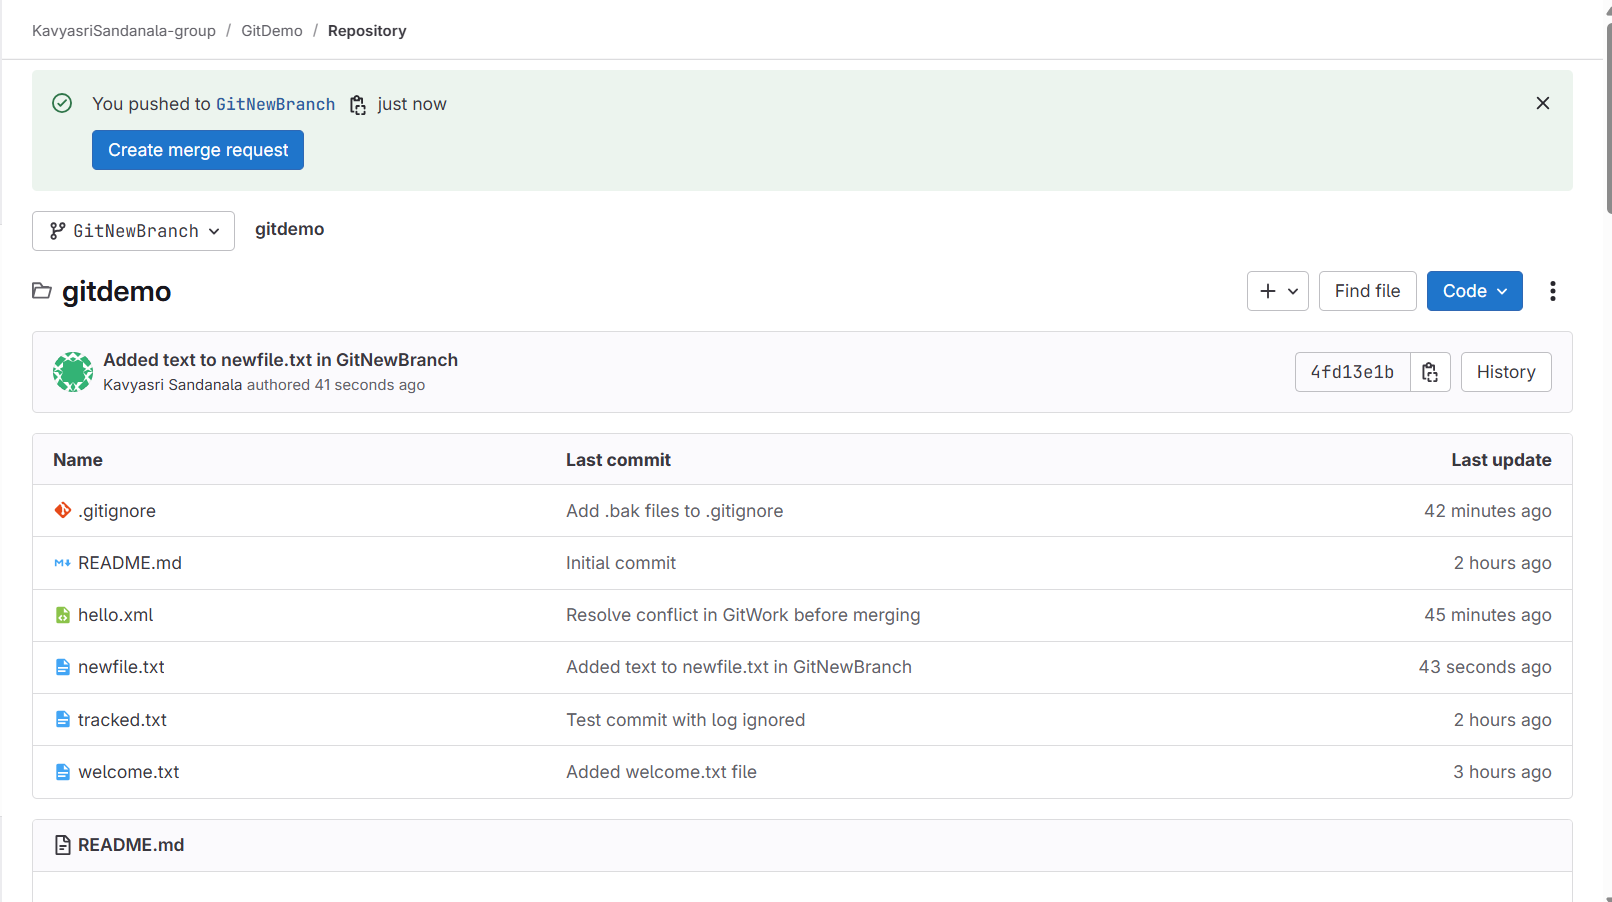 KavyasriSandanala-group / GitDemo / Repository
You pushed to GitNewBranch just now
Create merge request
GitNewBranch gitdemo
gitdemo
Find file Code
Added text to newfile.txt in GitNewBranch
Kavyasri Sandanala authored 41 seconds ago
4fd13e1b History
Name Last commit Last update
.gitignore Add .bak files to .gitignore 42 minutes ago
README.md Initial commit 2 hours ago
hello.xml Resolve conflict in GitWork before merging 45 minutes ago
newfile.txt Added text to newfile.txt in GitNewBranch 43 seconds ago
tracked.txt Test commit with log ignored 2 hours ago
welcome.txt Added welcome.txt file 3 hours ago
README.md